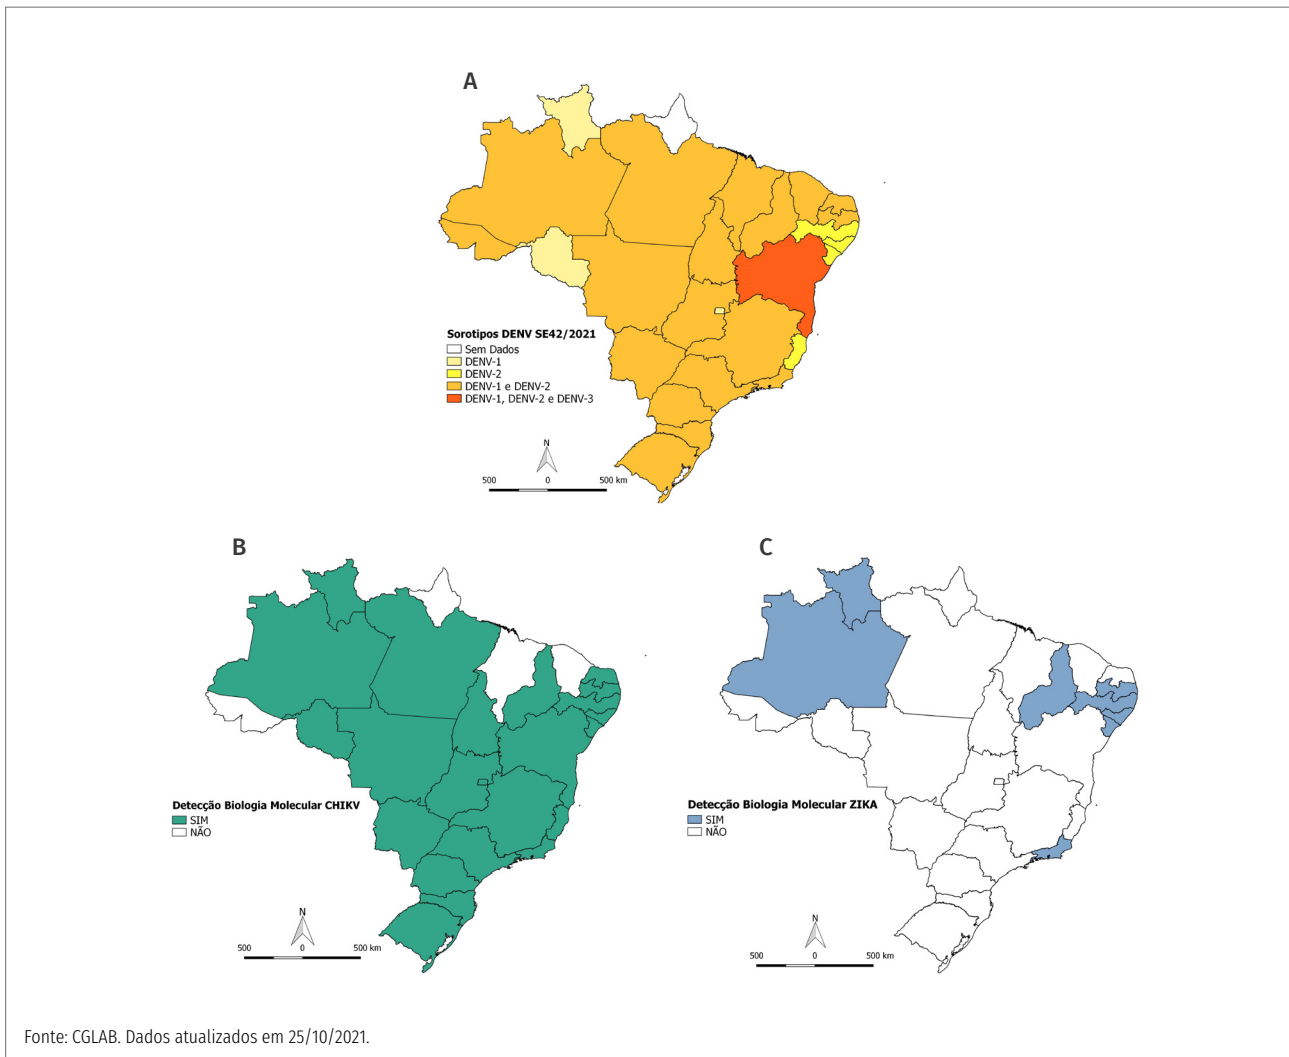 A
Sorotipos DENV SE42/2021
Sem Dados
DENV-1
DENV-2
DENV-1 e DENV-2
DENV-1, DENV-2 e DENV-3
N
500 0 500 km
B
Detecção Biologia Molecular CHIKV
SIM
NÃO
N
500 0 500 km
C
Detecção Biologia Molecular ZIKA
SIM
NÃO
N
500 0 500 km
Fonte: CGLAB. Dados atualizados em 25/10/2021.